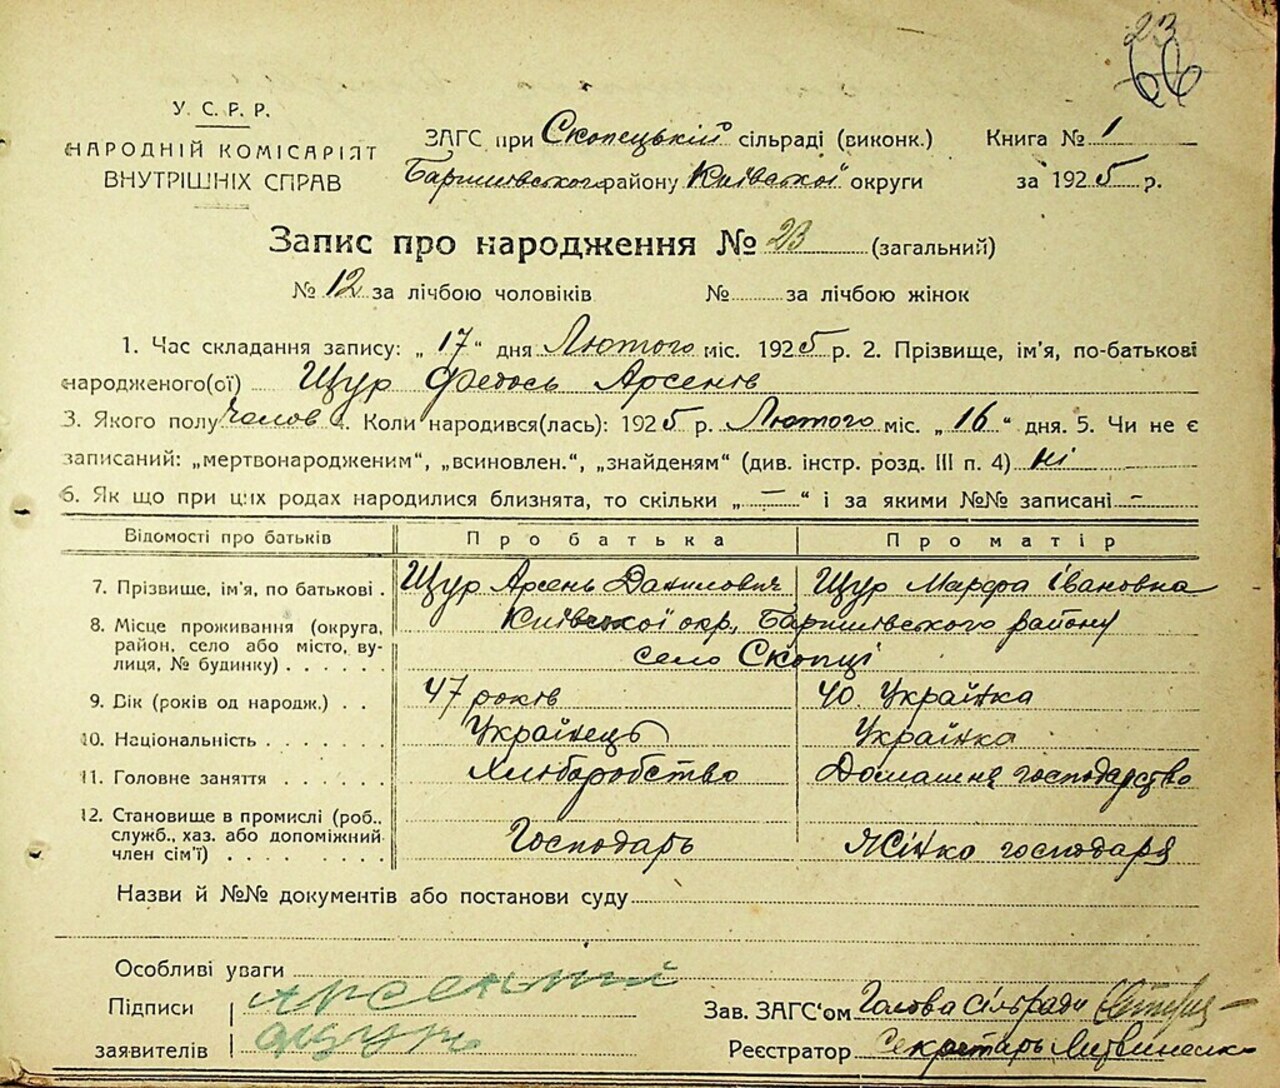 23
66
У. С. Р. Р.
НАРОДНІЙ КОМІСАРІЯТ
ВНУТРІШНІХ СПРАВ
ЗАГС при Скопецькій сільраді (виконк.)
Баришівського району Київської округи
Книга № 1
за 1925 р.
Запис про народження № 23 (загальний)
№ 12 за лічбою чоловіків № за лічбою жінок
1. Час складання запису: „17“ дня Лютого міс. 1925 р. 2. Прізвище, ім'я, по-батькові
народженого(ої) Щур Федось Арсенів
3. Якого полу Чолов 4. Коли народився(лась): 1925 р. Лютого міс. „16“ дня. 5. Чи не є
записаний: „мертвонародженим“, „всиновлен.“, „знайденям“ (див. інстр. розд. III п. 4) ні
6. Як що при цих родах народилися близнята, то скільки „—“ і за якими №№ записані —
Відомості про батьків Про батька Про матір
7. Прізвище, ім'я, по батькові . Щур Арсень Данилович Щур Марфа Івановна
8. Місце проживання (округа, район, село або місто, вулиця, № будинку) . . . . . Київської окр., Баришівського району
село Скопці
9. Вік (років од народж.) . . 47 років 40. Українка
10. Національність . . . . . . . Українець Українка
11. Головне заняття . . . . . . Хліборобство Домашнє господарство
12. Становище в промислі (роб., служб., хаз. або допоміжний член сім'ї) . . . . . . . . Господарь Жінка господаря
Назви й №№ документів або постанови суду
Особливі уваги
Підписи
заявителів
Арсенкий
Щур
Зав. ЗАГС'ом Голова Сільради
Реєстратор Секретарь Литвиненко